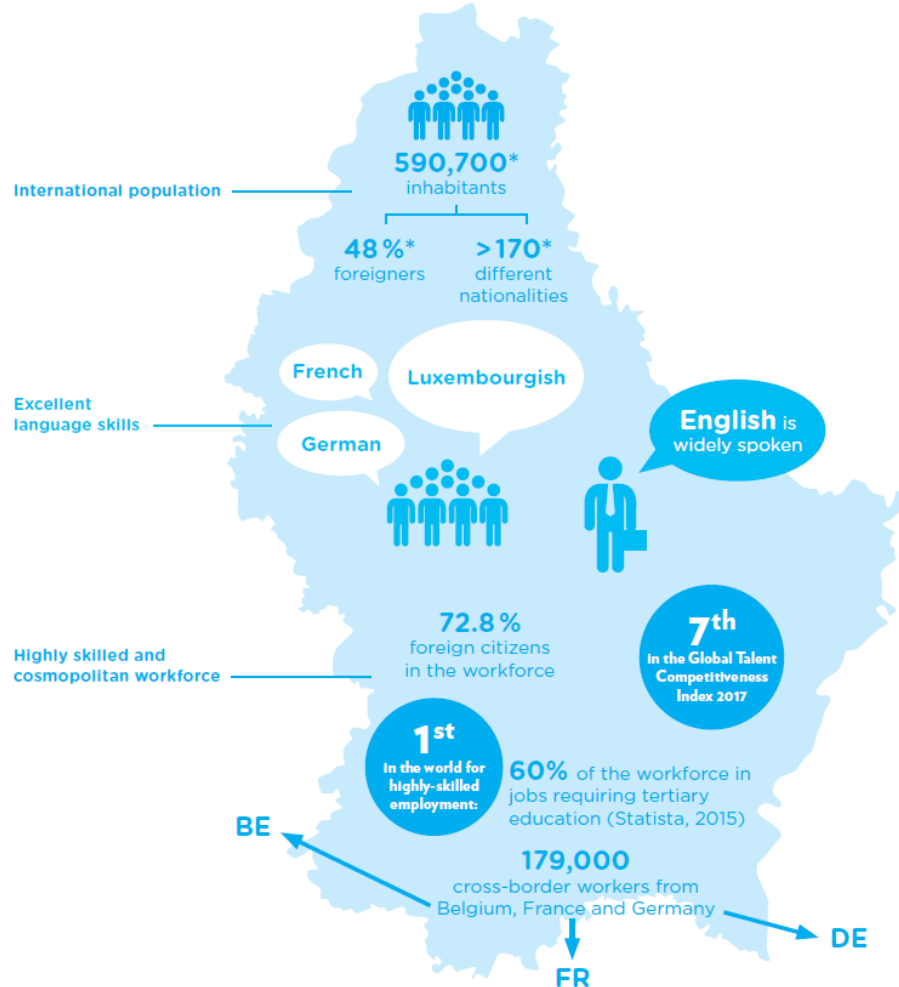 590,700*
inhabitants
International population
48%*
foreigners
>170*
different
nationalities
French
Luxembourgish
German
Excellent
language skills
English is
widely spoken
72.8%
foreign citizens
in the workforce
7th
in the Global Talent
Competitiveness
Index 2017
Highly skilled and
cosmopolitan workforce
1st
in the world for
highly-skilled
employment:
60% of the workforce in
jobs requiring tertiary
education (Statista, 2015)
BE
179,000
cross-border workers from
Belgium, France and Germany
DE
FR